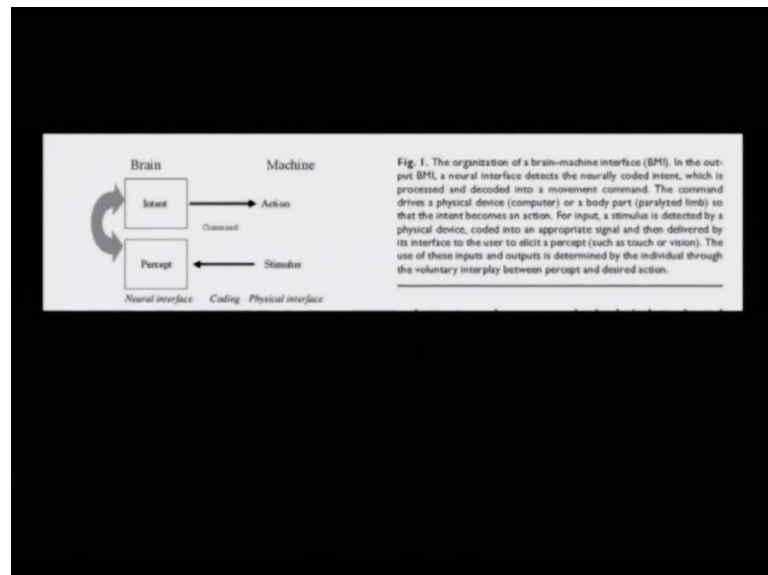 Brain Machine
Intent Action
Command
Percept Stimulus
Neural interface Coding Physical interface
Fig. 1. The organization of a brain–machine interface (BMI). In the out-
put BMI, a neural interface detects the neurally coded intent, which is
processed and decoded into a movement command. The command
drives a physical device (computer) or a body part (paralyzed limb) so
that the intent becomes an action. For input, a stimulus is detected by a
physical device, coded into an appropriate signal and then delivered by
its interface to the user to elicit a percept (such as touch or vision). The
use of these inputs and outputs is determined by the individual through
the voluntary interplay between percept and desired action.